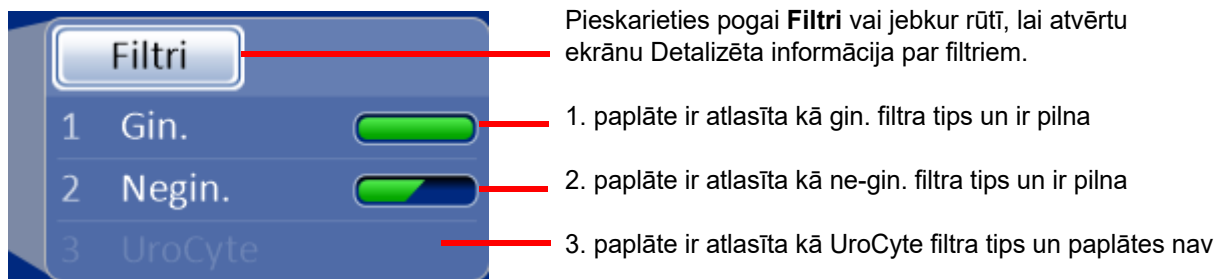 Filtri
1 Gin.
2 Negin.
3 UroCyte
Pieskarieties pogai Filtri vai jebkur rūtī, lai atvērtu
ekrānu Detalizēta informācija par filtriem.
1. paplāte ir atlasīta kā gin. filtra tips un ir pilna
2. paplāte ir atlasīta kā ne-gin. filtra tips un ir pilna
3. paplāte ir atlasīta kā UroCyte filtra tips un paplātes nav